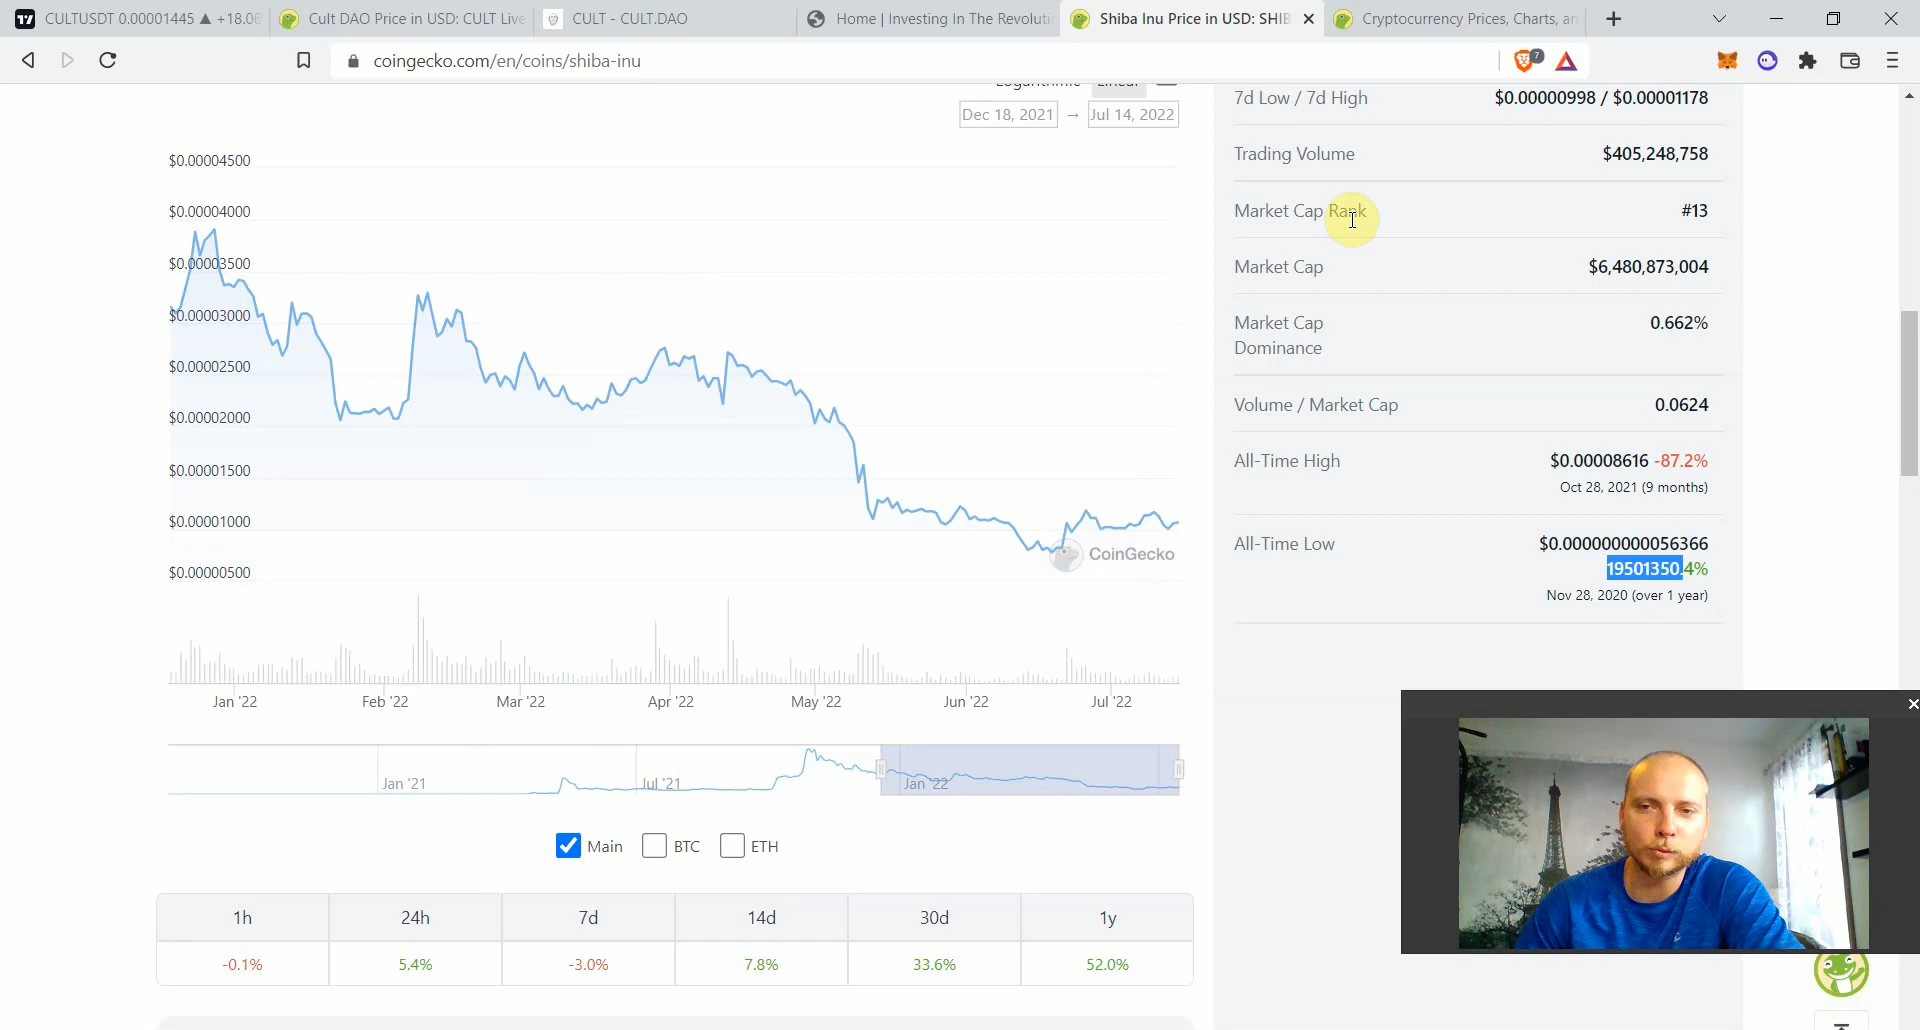 CULTUSDT 0.00001445 ▲ +18.06
Cult DAO Price in USD: CULT Live
CULT - CULT.DAO
Home | Investing In The Revolutio
Shiba Inu Price in USD: SHIB
Cryptocurrency Prices, Charts, an
coingecko.com/en/coins/shiba-inu
7
Logarithmic Linear
Dec 18, 2021 → Jul 14, 2022
$0.00004500
$0.00004000
$0.00003500
$0.00003000
$0.00002500
$0.00002000
$0.00001500
$0.00001000
$0.00000500
CoinGecko
Jan '22 Feb '22 Mar '22 Apr '22 May '22 Jun '22 Jul '22
Jan '21 Jul '21 Jan '22
Main BTC ETH
1h 24h 7d 14d 30d 1y
-0.1% 5.4% -3.0% 7.8% 33.6% 52.0%
7d Low / 7d High $0.00000998 / $0.00001178
Trading Volume $405,248,758
Market Cap Rank #13
Market Cap $6,480,873,004
Market Cap
Dominance 0.662%
Volume / Market Cap 0.0624
All-Time High $0.00008616 -87.2%
Oct 28, 2021 (9 months)
All-Time Low $0.000000000056366
19501350.4%
Nov 28, 2020 (over 1 year)